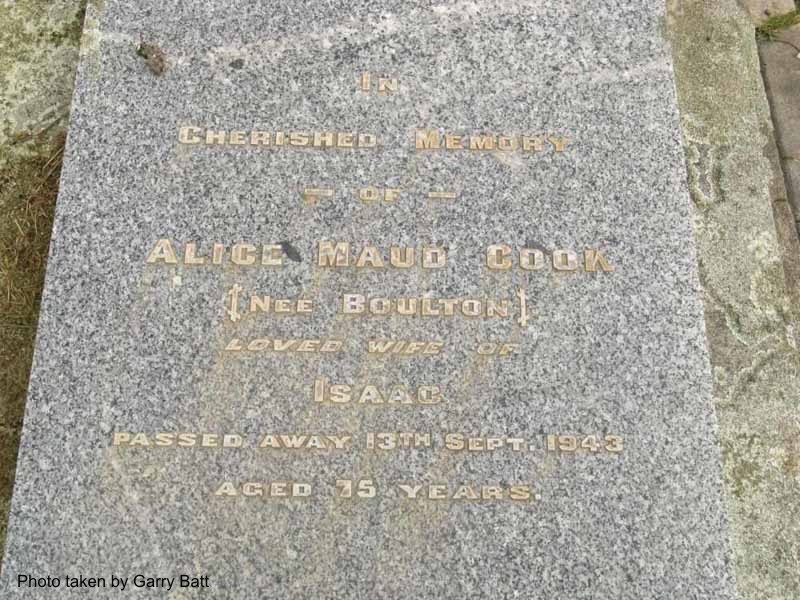 IN
CHERISHED MEMORY
— OF —
ALICE MAUD COOK
[NEE BOULTON]
LOVED WIFE OF
ISAAC
PASSED AWAY 13TH SEPT. 1943
AGED 75 YEARS.
Photo taken by Garry Batt